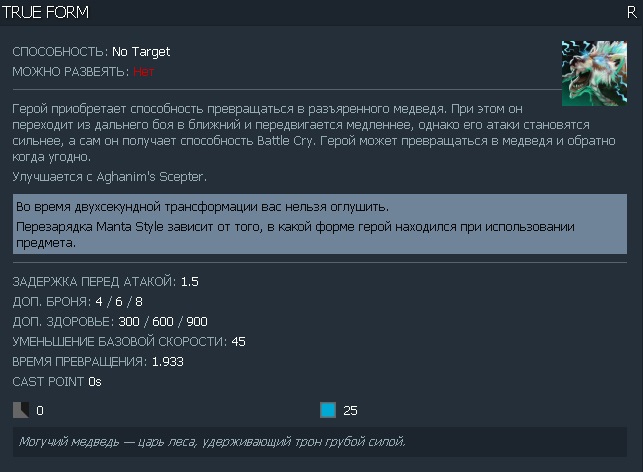 TRUE FORM R
СПОСОБНОСТЬ: No Target
МОЖНО РАЗВЕЯТЬ: Нет
Герой приобретает способность превращаться в разъяренного медведя. При этом он
переходит из дальнего боя в ближний и передвигается медленнее, однако его атаки становятся
сильнее, а сам он получает способность Battle Cry. Герой может превращаться в медведя и обратно
когда угодно.
Улучшается с Aghanim's Scepter.
Во время двухсекундной трансформации вас нельзя оглушить.
Перезарядка Manta Style зависит от того, в какой форме герой находился при использовании
предмета.
ЗАДЕРЖКА ПЕРЕД АТАКОЙ: 1.5
ДОП. БРОНЯ: 4 / 6 / 8
ДОП. ЗДОРОВЬЕ: 300 / 600 / 900
УМЕНЬШЕНИЕ БАЗОВОЙ СКОРОСТИ: 45
ВРЕМЯ ПРЕВРАЩЕНИЯ: 1.933
CAST POINT 0s
0 25
Могучий медведь — царь леса, удерживающий трон грубой силой.